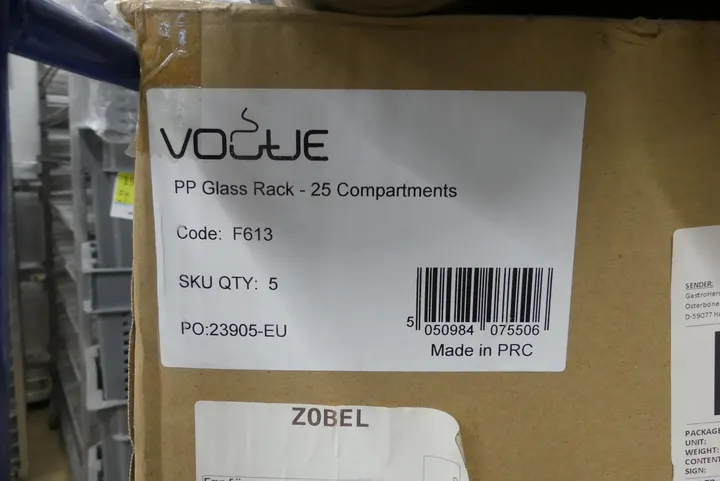 VOGUE
PP Glass Rack - 25 Compartments
Code: F613
SKU QTY: 5
PO:23905-EU
5 050984 075506
Made in PRC
ZOBEL
SENDER:
D-59077
PACKAGE
UNIT:
WEIGHT:
CONTENT
SIGN: